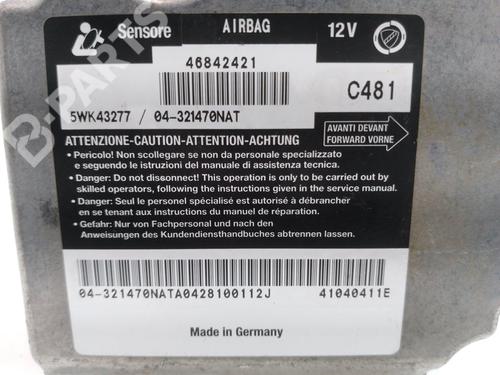 Sensore AIRBAG 12V
46842421
C481
5WK43277 / 04-321470NAT
AVANTI DEVANT
FORWARD VORNE
ATTENZIONE-CAUTION-ATTENTION-ACHTUNG
• Pericolo! Non scollegare se non da personale specializzato
e seguendo le istruzioni del manuale di assistenza tecnica.
• Danger: Do not dosconnect! This operation is only to be carried out by
skilled operators, following the instructions given in the service manual.
• Danger: Seul le personel spécialisé est autorisé à débrancher
en se tenant aux instructions du manuel de réparation.
• Gefahr: Nur von Fachpersonal und nach den
Anweisungen des Kundendiensthandbuches abtrennen lassen.
04-321470NATA0428100112J 41040411E
Made in Germany
B-PARTS